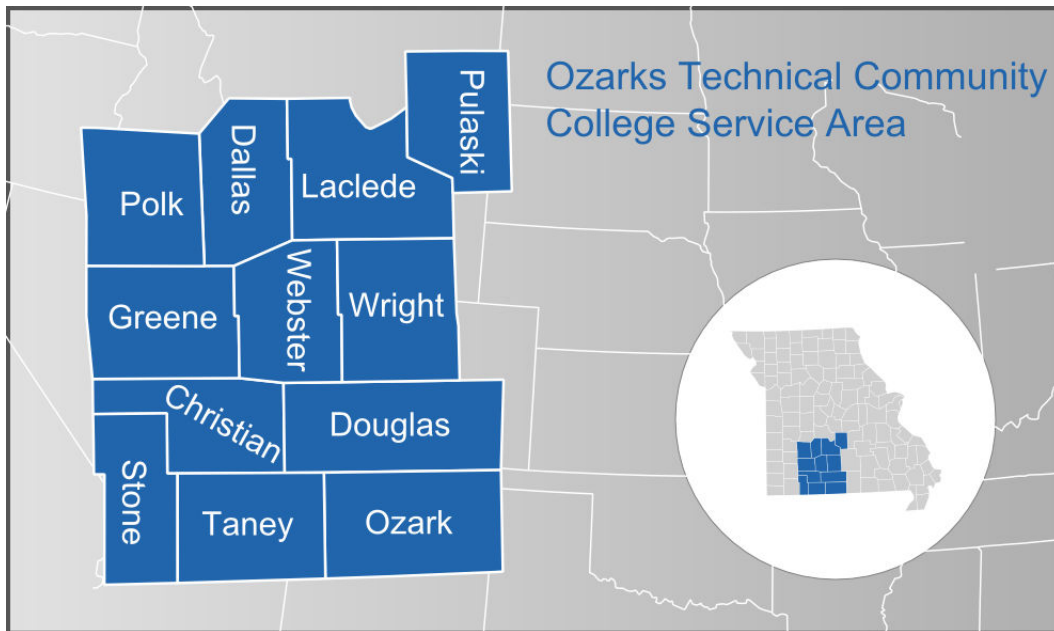 Ozarks Technical Community
College Service Area
Pulaski
Dallas
Laclede
Polk
Webster
Wright
Greene
Christian
Douglas
Stone
Taney
Ozark